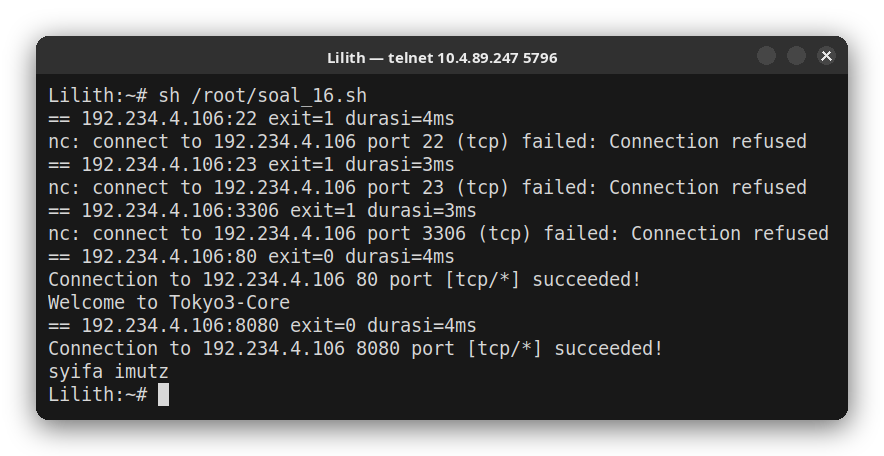 Lilith — telnet 10.4.89.247 5796
Lilith:~# sh /root/soal_16.sh
== 192.234.4.106:22 exit=1 durasi=4ms
nc: connect to 192.234.4.106 port 22 (tcp) failed: Connection refused
== 192.234.4.106:23 exit=1 durasi=3ms
nc: connect to 192.234.4.106 port 23 (tcp) failed: Connection refused
== 192.234.4.106:3306 exit=1 durasi=3ms
nc: connect to 192.234.4.106 port 3306 (tcp) failed: Connection refused
== 192.234.4.106:80 exit=0 durasi=4ms
Connection to 192.234.4.106 80 port [tcp/*] succeeded!
Welcome to Tokyo3-Core
== 192.234.4.106:8080 exit=0 durasi=4ms
Connection to 192.234.4.106 8080 port [tcp/*] succeeded!
syifa imutz
Lilith:~#